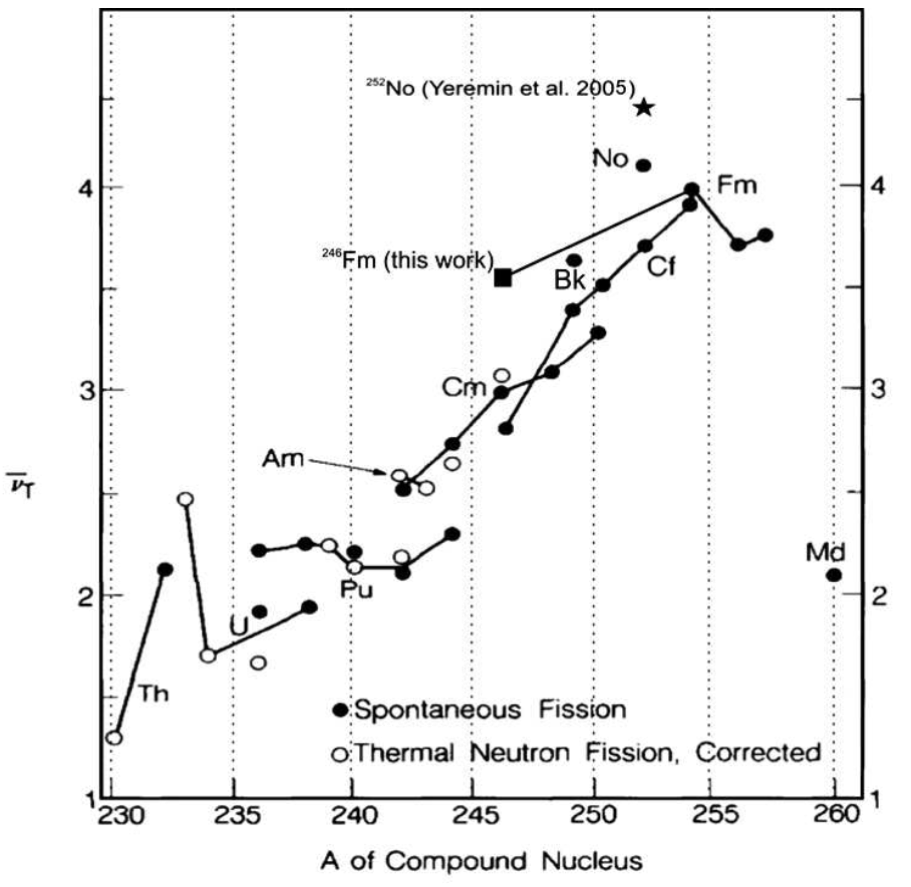 ²⁵²No (Yeremin et al. 2005)
No
4
Fm
4
²⁴⁶Fm (this work)
Bk
Cf
3
Cm
3
Am
ν̅T
Md
2
Pu
2
U
Th
Spontaneous Fission
Thermal Neutron Fission, Corrected
1
1
230 235 240 245 250 255 260
A of Compound Nucleus